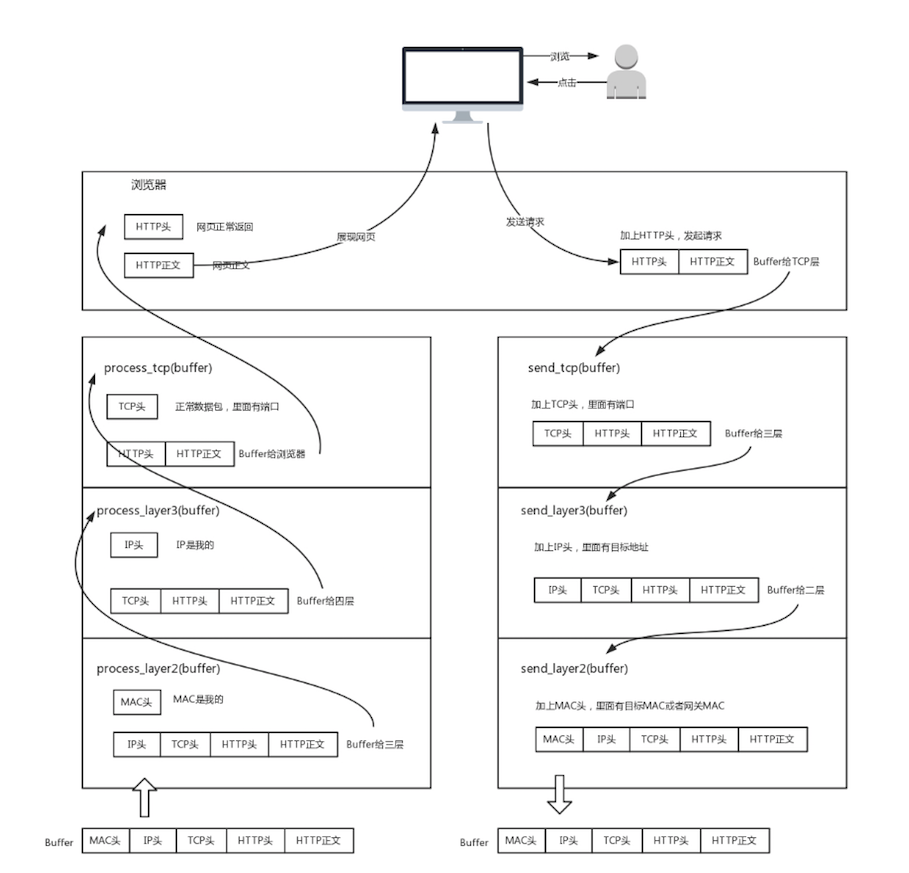 浏览
点击
浏览器
HTTP头 网页正常返回
HTTP正文 网页正文
展现网页
发送请求
加上HTTP头，发起请求
HTTP头 HTTP正文 Buffer给TCP层
process_tcp(buffer)
TCP头 正常数据包，里面有端口
HTTP头 HTTP正文 Buffer给浏览器
process_layer3(buffer)
IP头 IP是我的
TCP头 HTTP头 HTTP正文 Buffer给四层
process_layer2(buffer)
MAC头 MAC是我的
IP头 TCP头 HTTP头 HTTP正文 Buffer给三层
Buffer MAC头 IP头 TCP头 HTTP头 HTTP正文
send_tcp(buffer)
加上TCP头，里面有端口
TCP头 HTTP头 HTTP正文 Buffer给三层
send_layer3(buffer)
加上IP头，里面有目标地址
IP头 TCP头 HTTP头 HTTP正文 Buffer给二层
send_layer2(buffer)
加上MAC头，里面有目标MAC或者网关MAC
MAC头 IP头 TCP头 HTTP头 HTTP正文
Buffer MAC头 IP头 TCP头 HTTP头 HTTP正文